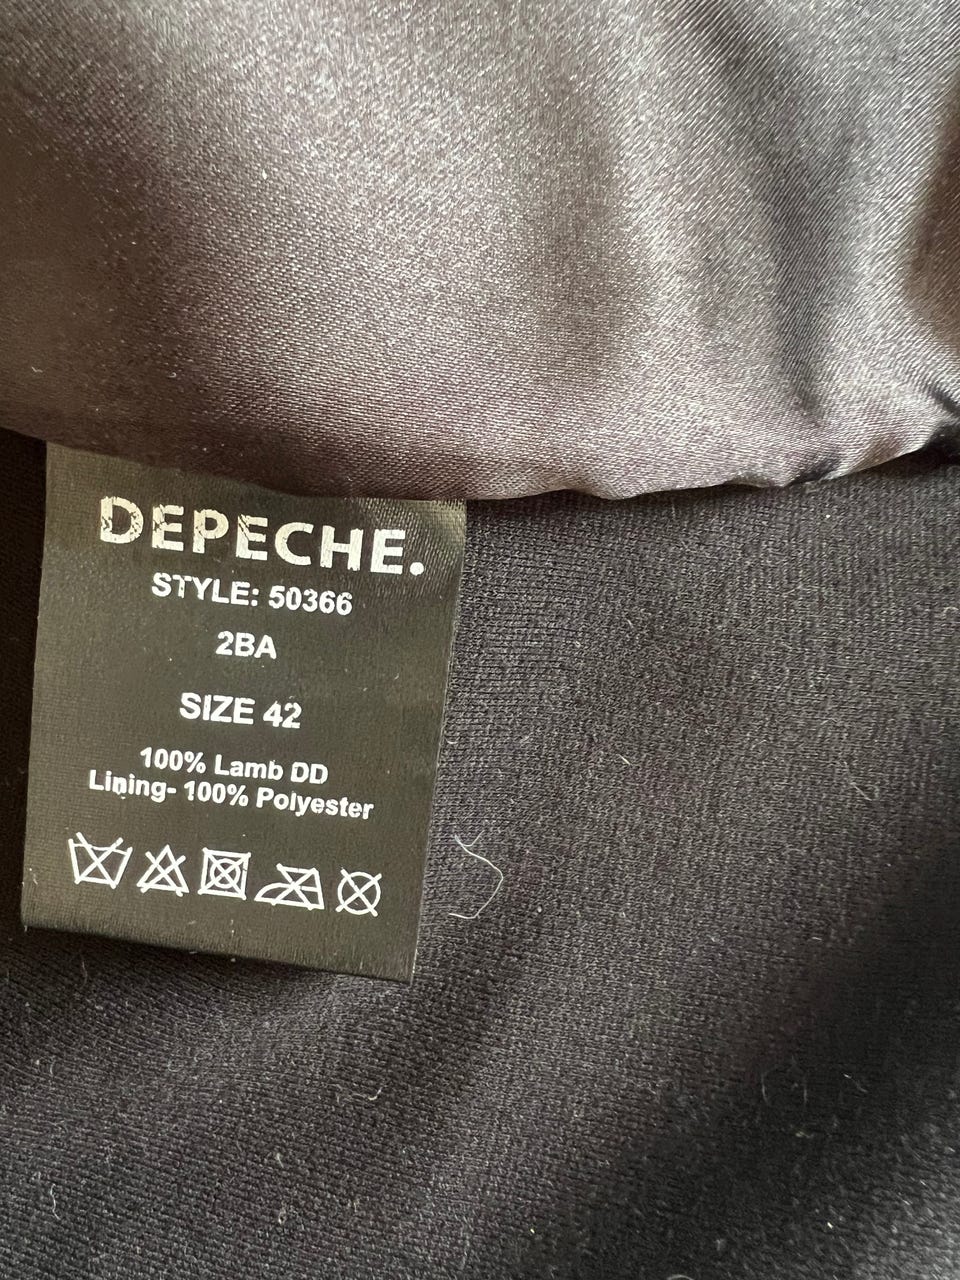 DEPECHE.
STYLE: 50366
2BA
SIZE 42
100% Lamb DD
Lining- 100% Polyester